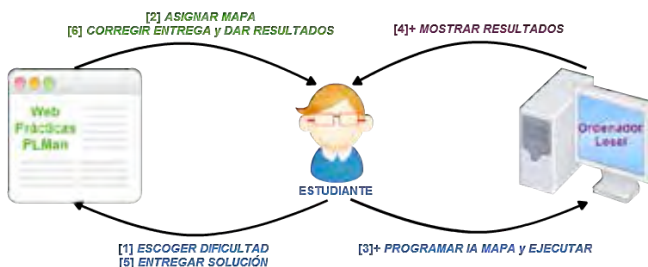 [2] ASIGNAR MAPA
[6] CORREGIR ENTREGA y DAR RESULTADOS
[4]+ MOSTRAR RESULTADOS
Web
Prácticas
PLMan
Ordenador
Local
ESTUDIANTE
[1] ESCOGER DIFICULTAD
[5] ENTREGAR SOLUCIÓN
[3]+ PROGRAMAR IA MAPA y EJECUTAR